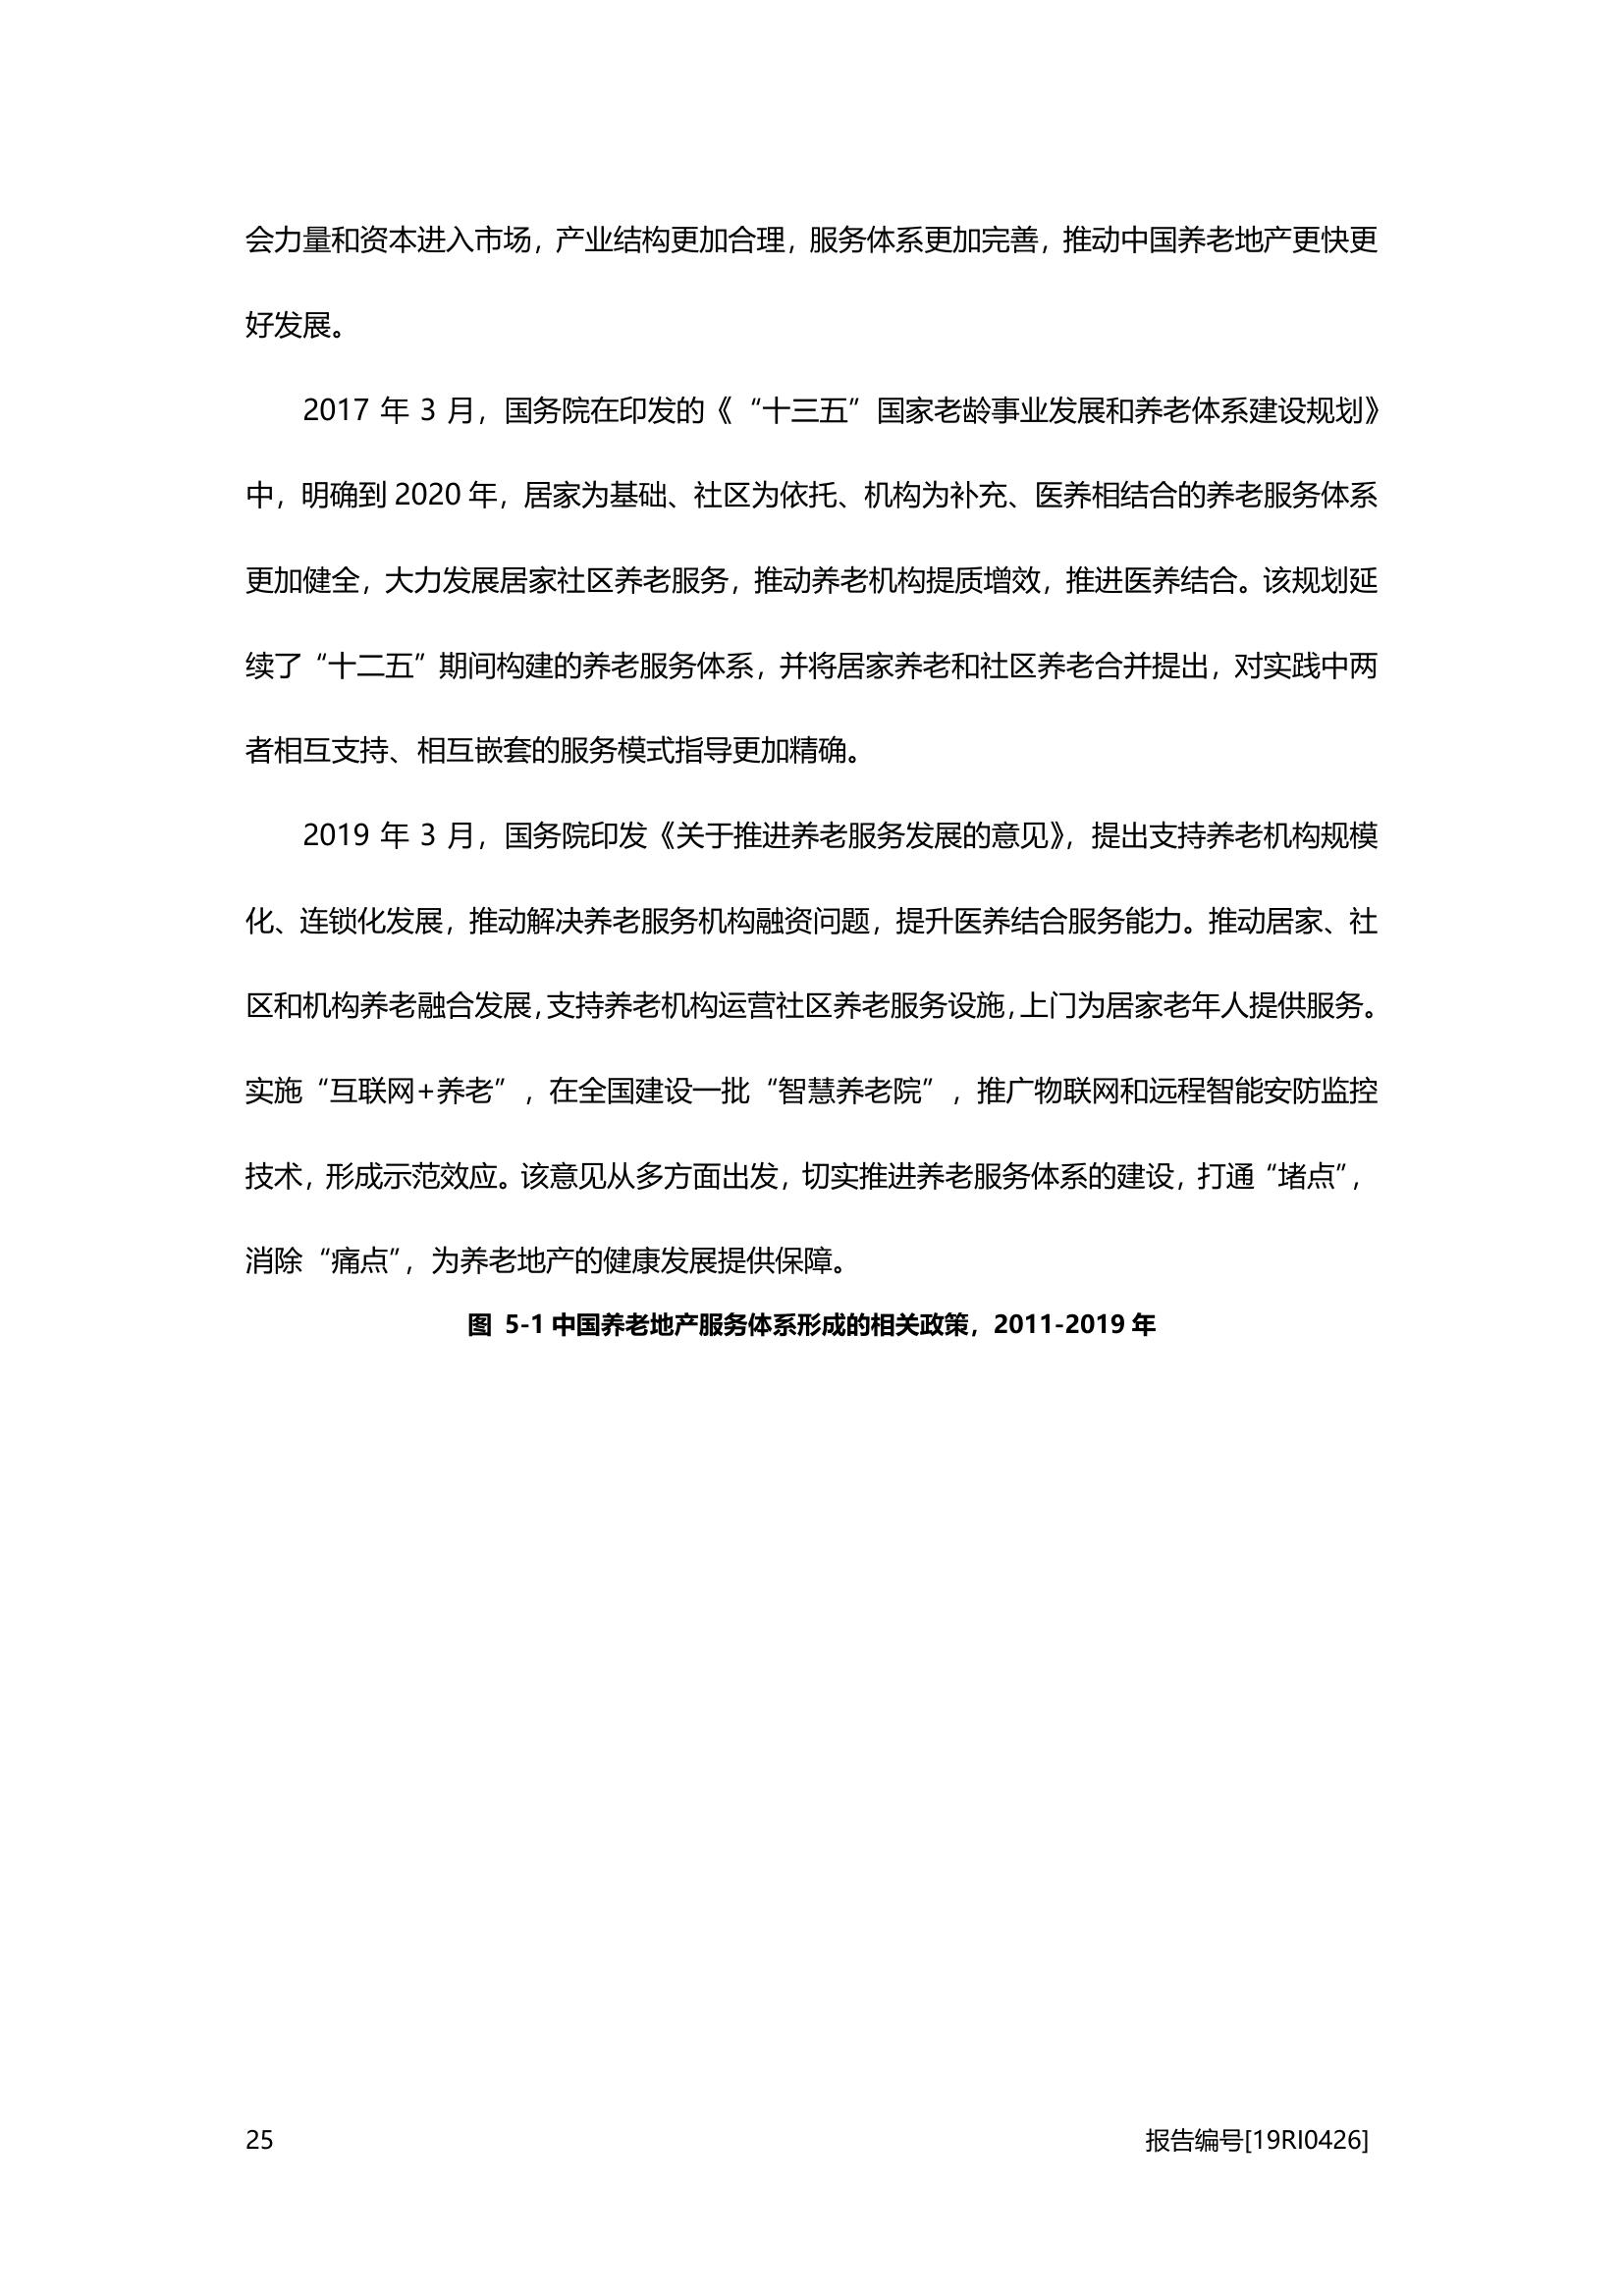 会力量和资本进入市场，产业结构更加合理，服务体系更加完善，推动中国养老地产更快更
好发展。
2017 年 3 月，国务院在印发的《“十三五”国家老龄事业发展和养老体系建设规划》
中，明确到 2020 年，居家为基础、社区为依托、机构为补充、医养相结合的养老服务体系
更加健全，大力发展居家社区养老服务，推动养老机构提质增效，推进医养结合。该规划延
续了“十二五”期间构建的养老服务体系，并将居家养老和社区养老合并提出，对实践中两
者相互支持、相互嵌套的服务模式指导更加精确。
2019 年 3 月，国务院印发《关于推进养老服务发展的意见》，提出支持养老机构规模
化、连锁化发展，推动解决养老服务机构融资问题，提升医养结合服务能力。推动居家、社
区和机构养老融合发展，支持养老机构运营社区养老服务设施，上门为居家老年人提供服务。
实施“互联网+养老”，在全国建设一批“智慧养老院”，推广物联网和远程智能安防监控
技术，形成示范效应。该意见从多方面出发，切实推进养老服务体系的建设，打通“堵点”，
消除“痛点”，为养老地产的健康发展提供保障。
图 5-1 中国养老地产服务体系形成的相关政策，2011-2019 年
25 报告编号[19RI0426]